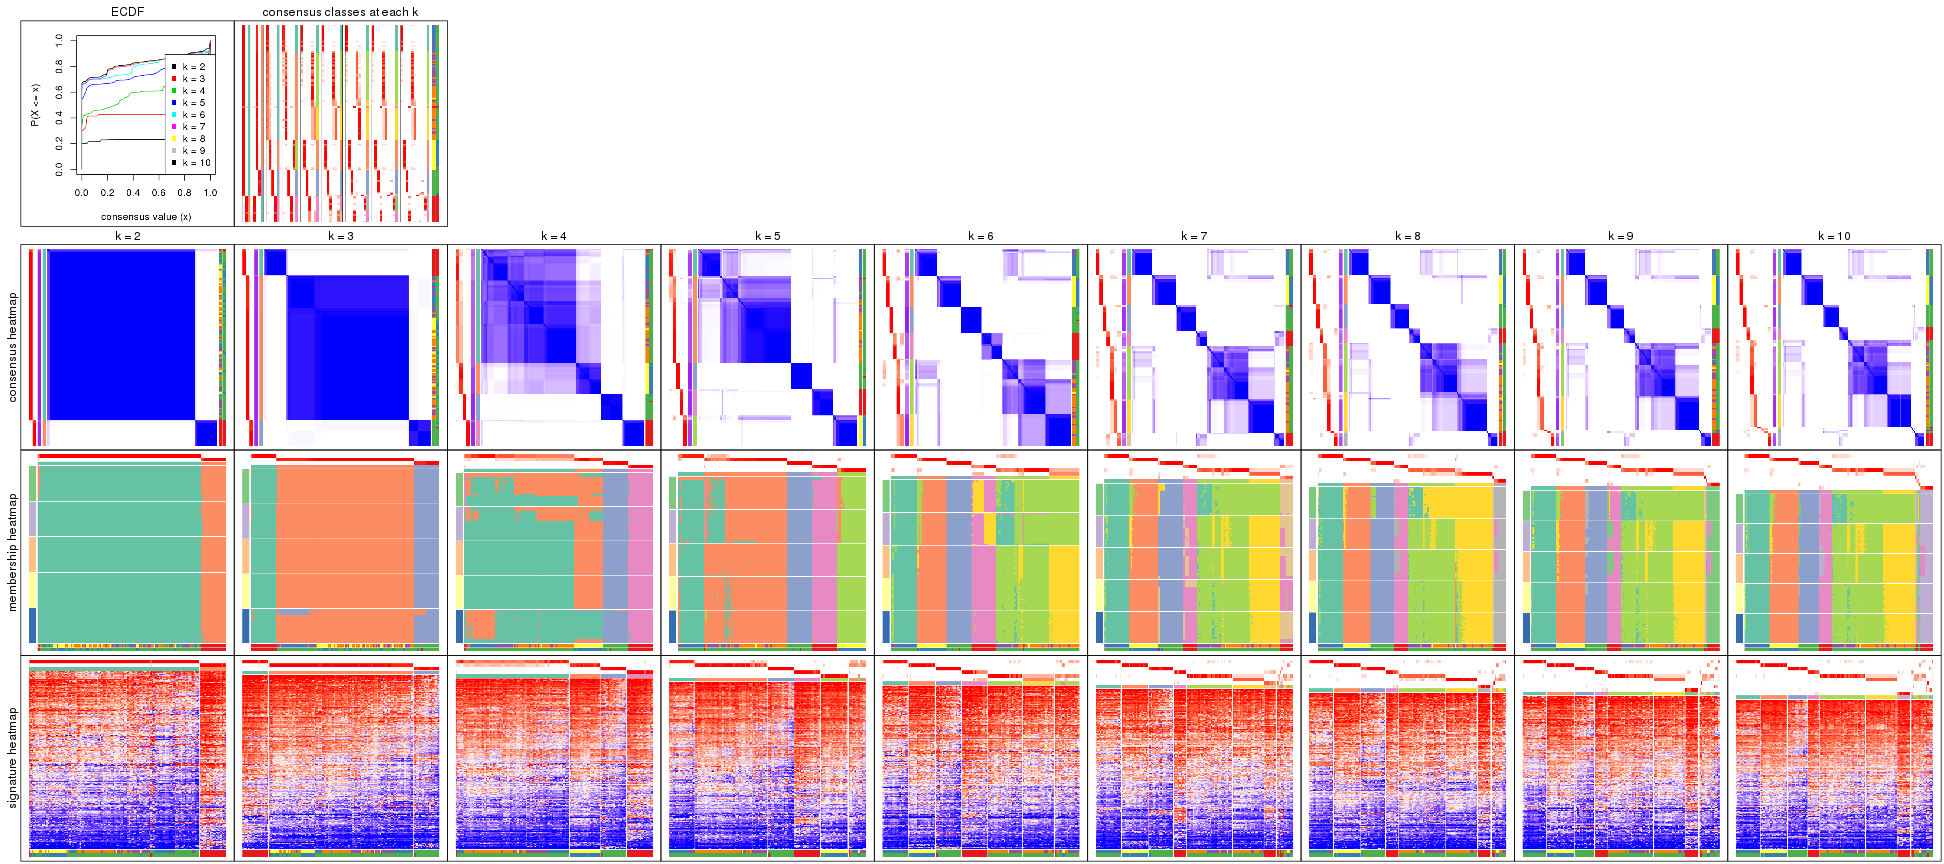 ECDF
consensus classes at each k
P(X <= x)
0.0 0.2 0.4 0.6 0.8 1.0
k = 2
k = 3
k = 4
k = 5
k = 6
k = 7
k = 8
k = 9
k = 10
0.0 0.2 0.4 0.6 0.8 1.0
consensus value (x)
k = 2 k = 3 k = 4 k = 5 k = 6 k = 7 k = 8 k = 9 k = 10
consensus heatmap
membership heatmap
signature heatmap